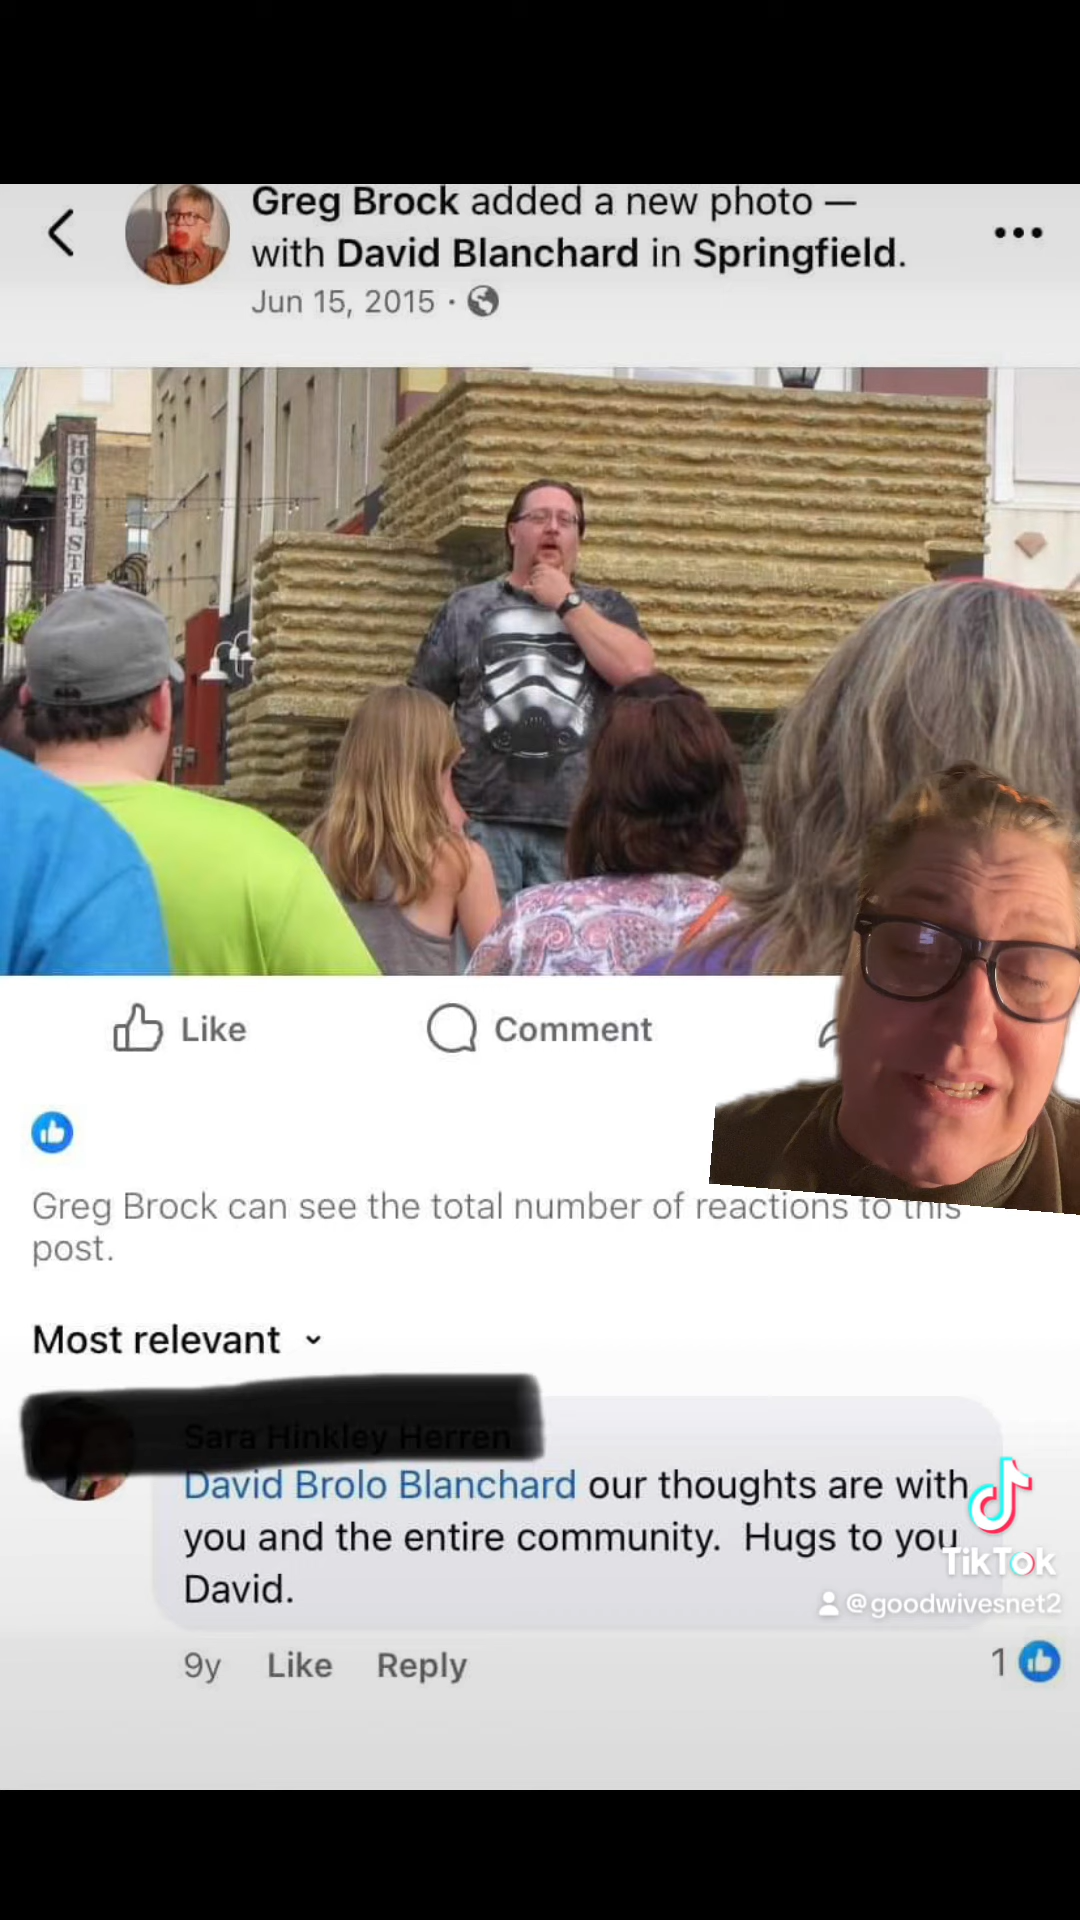 Greg Brock added a new photo —
with David Blanchard in Springfield.
Jun 15, 2015 ·
HOTEL STE
Like
Comment
Greg Brock can see the total number of reactions to this
post.
Most relevant
David Brolo Blanchard our thoughts are with
you and the entire community. Hugs to you
David.
TikTok
@goodwivesnet2
9y Like Reply 1